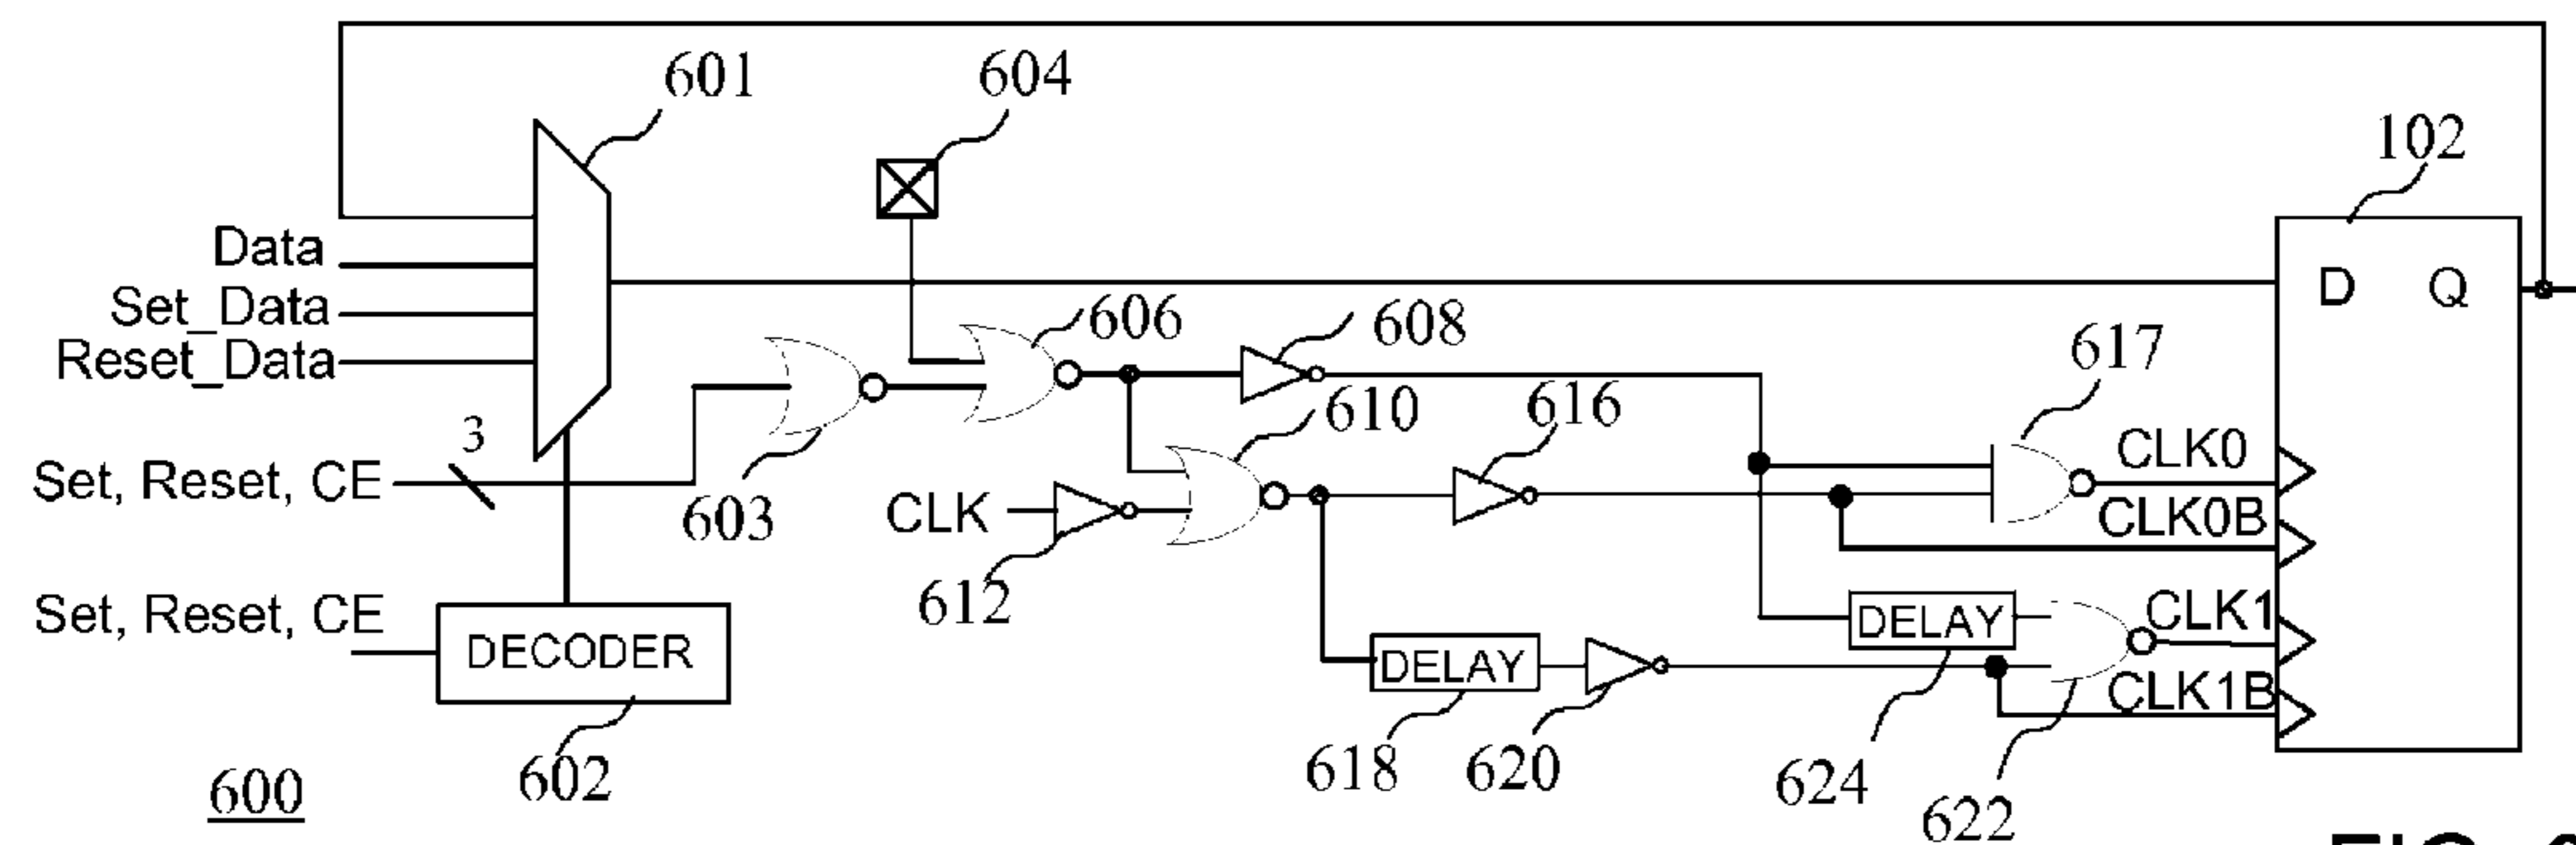 601
604
102
Data
Set_Data
Reset_Data
D Q
606
608
617
610
616
3
Set, Reset, CE
603
CLK
CLK0
CLK0B
612
Set, Reset, CE
DECODER
DELAY
DELAY
CLK1
CLK1B
602
618
620
624
622
600